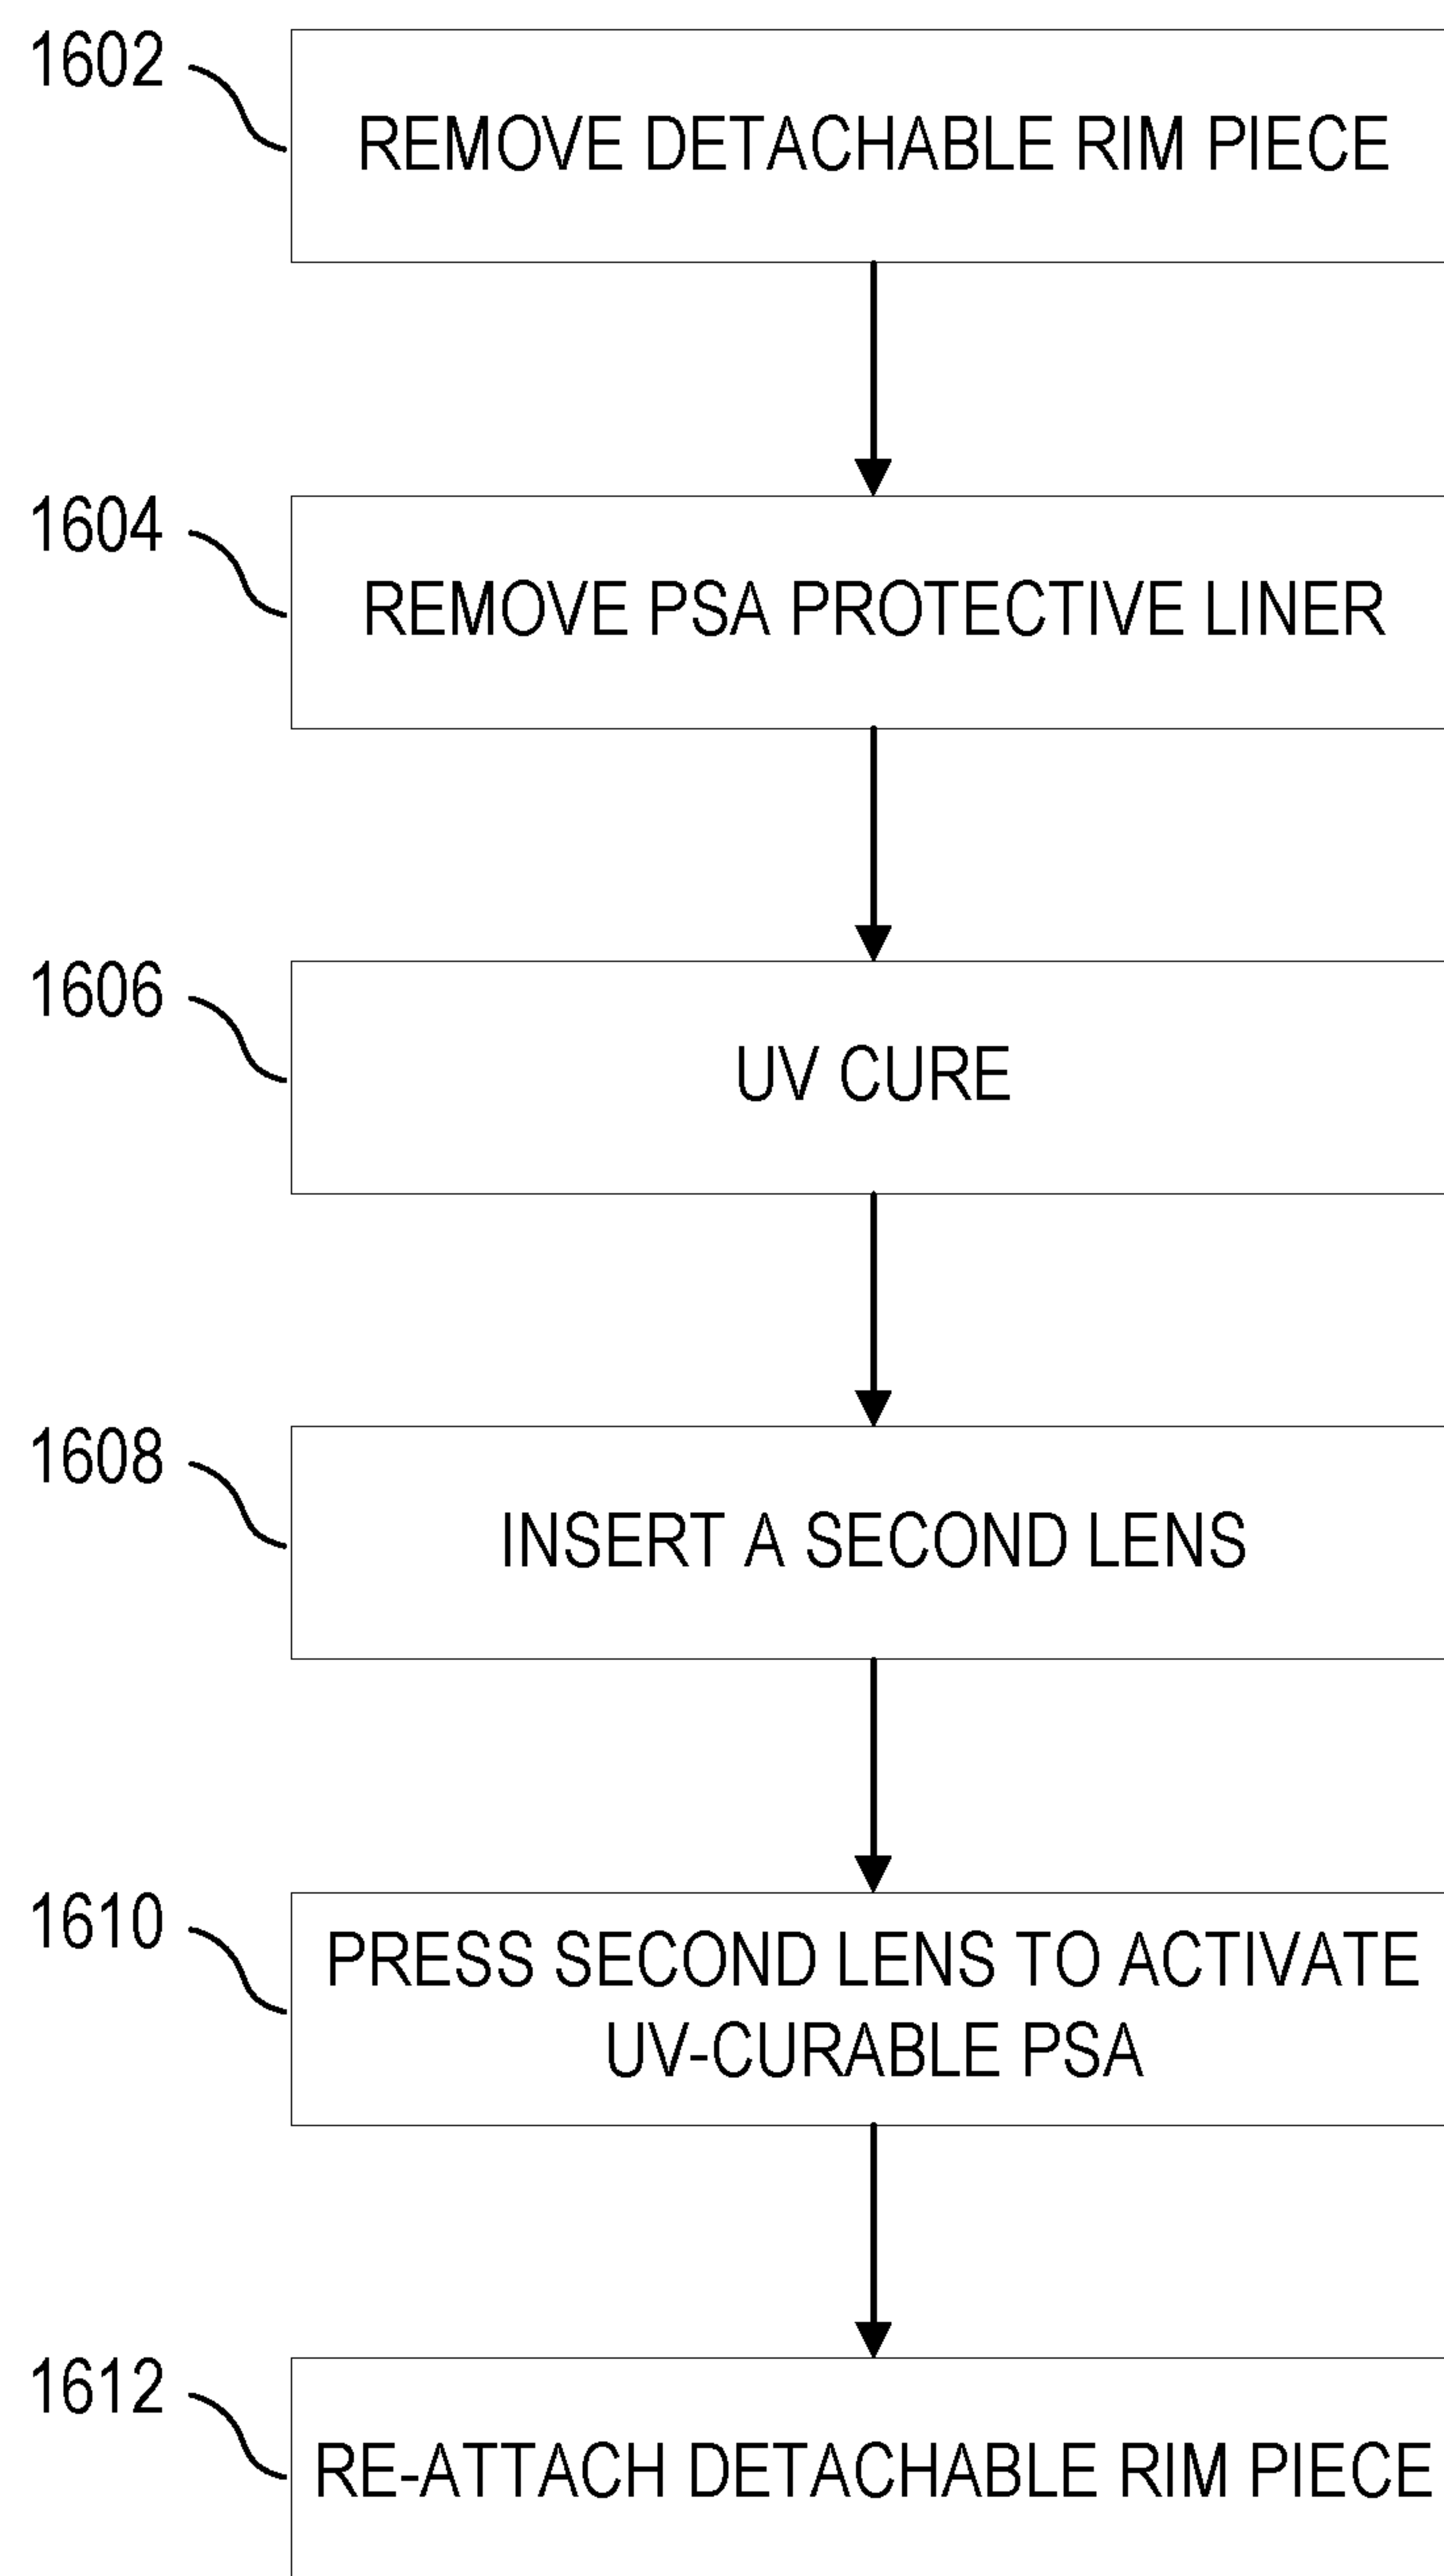 1602
REMOVE DETACHABLE RIM PIECE
1604
REMOVE PSA PROTECTIVE LINER
1606
UV CURE
1608
INSERT A SECOND LENS
1610
PRESS SECOND LENS TO ACTIVATE
UV-CURABLE PSA
1612
RE-ATTACH DETACHABLE RIM PIECE